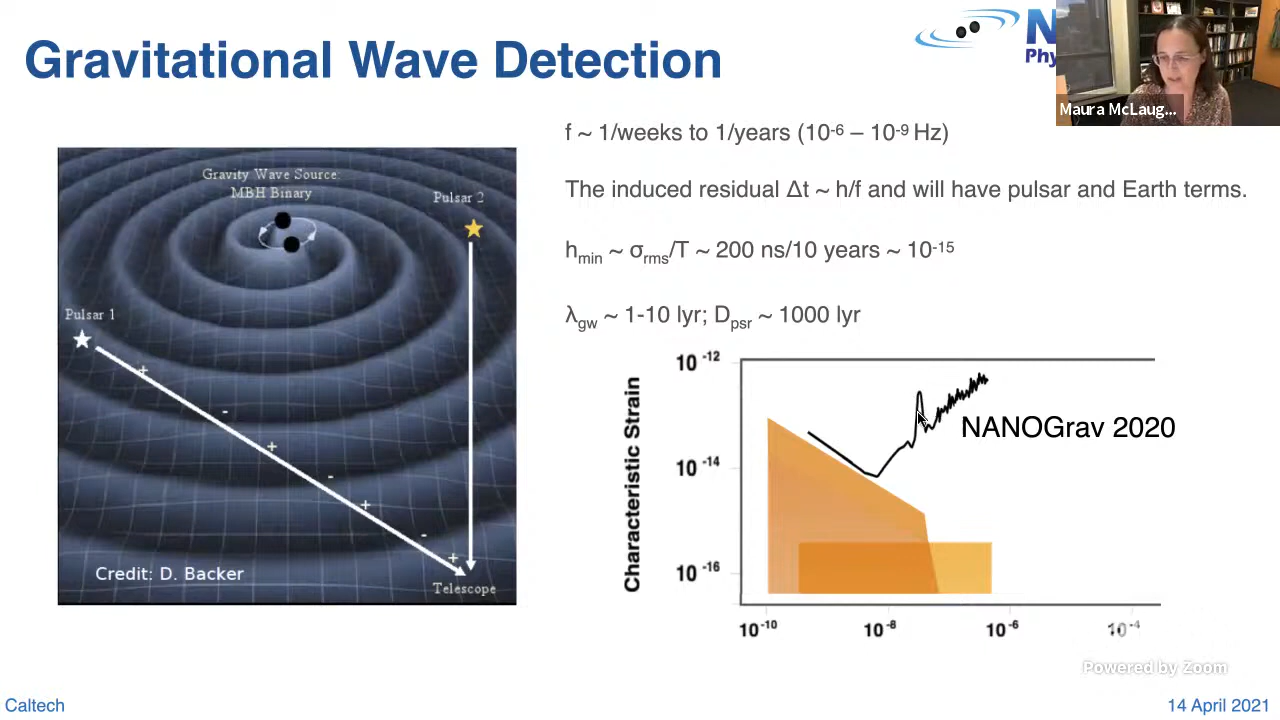 Gravitational Wave Detection
N
Phy
Maura McLaug...
f ~ 1/weeks to 1/years (10⁻⁶ – 10⁻⁹ Hz)
The induced residual Δt ~ h/f and will have pulsar and Earth terms.
hₘᵢₙ ~ σᵣₘₛ/T ~ 200 ns/10 years ~ 10⁻¹⁵
λgw ~ 1-10 lyr; Dpsr ~ 1000 lyr
Gravity Wave Source:
MBH Binary
Pulsar 2
Pulsar 1
+
-
+
-
+
-
+
Credit: D. Backer
Telescope
Characteristic Strain
10⁻¹²
NANOGrav 2020
10⁻¹⁴
10⁻¹⁶
10⁻¹⁰ 10⁻⁸ 10⁻⁶ 10⁻⁴
Powered by Zoom
Caltech
14 April 2021